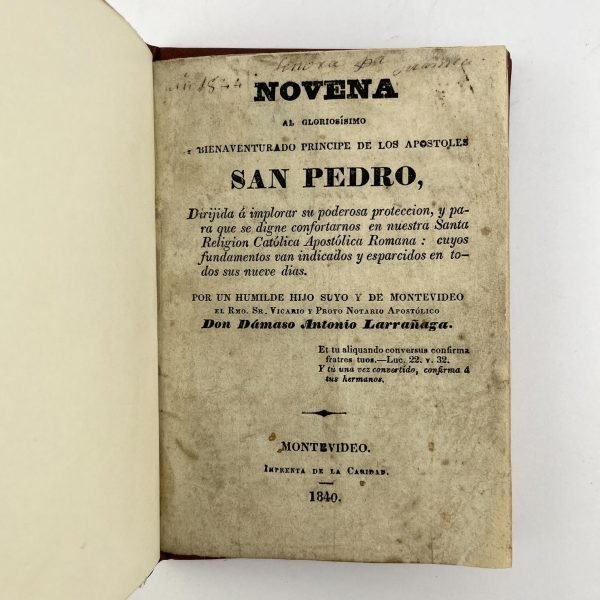 1844
NOVENA
AL GLORIOSÍSIMO
Y BIENAVENTURADO PRINCIPE DE LOS APOSTOLES
SAN PEDRO,
Dirijida á implorar su poderosa proteccion, y pa-
ra que se digne confortarnos en nuestra Santa
Religion Católica Apostólica Romana : cuyos
fundamentos van indicados y esparcidos en to-
dos sus nueve dias.
POR UN HUMILDE HIJO SUYO Y DE MONTEVIDEO
EL RMO. SR. VICARIO Y PROTO NOTARIO APOSTÓLICO
Don Dámaso Antonio Larrañaga.
Et tu aliquando conversus confirma
fratres tuos.—Luc. 22. v. 32.
Y tú una vez convertido, confirma á
tus hermanos.
MONTEVIDEO.
IMPRENTA DE LA CARIDAD.
1840.